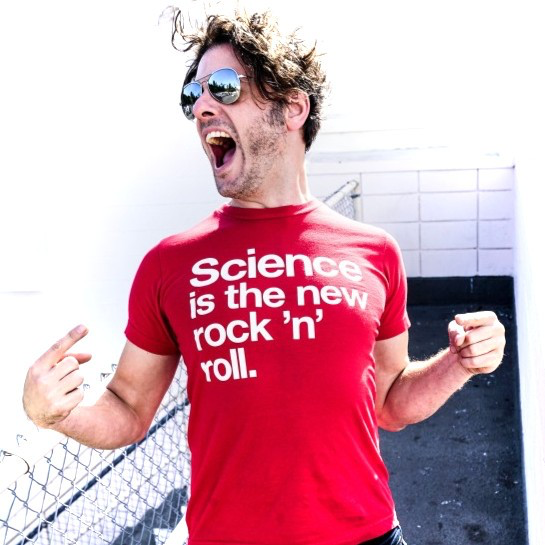 Science
is the new
rock ’n’
roll.